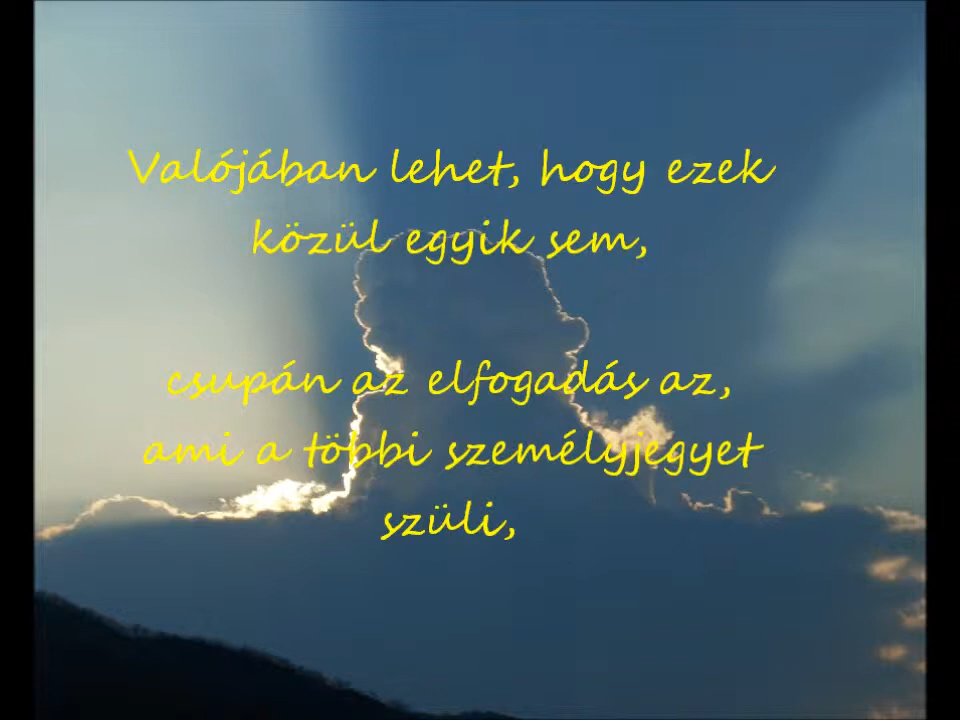 Valójában lehet, hogy ezek
közül egyik sem,
csupán az elfogadás az,
ami a többi személyjegyet
szüli,